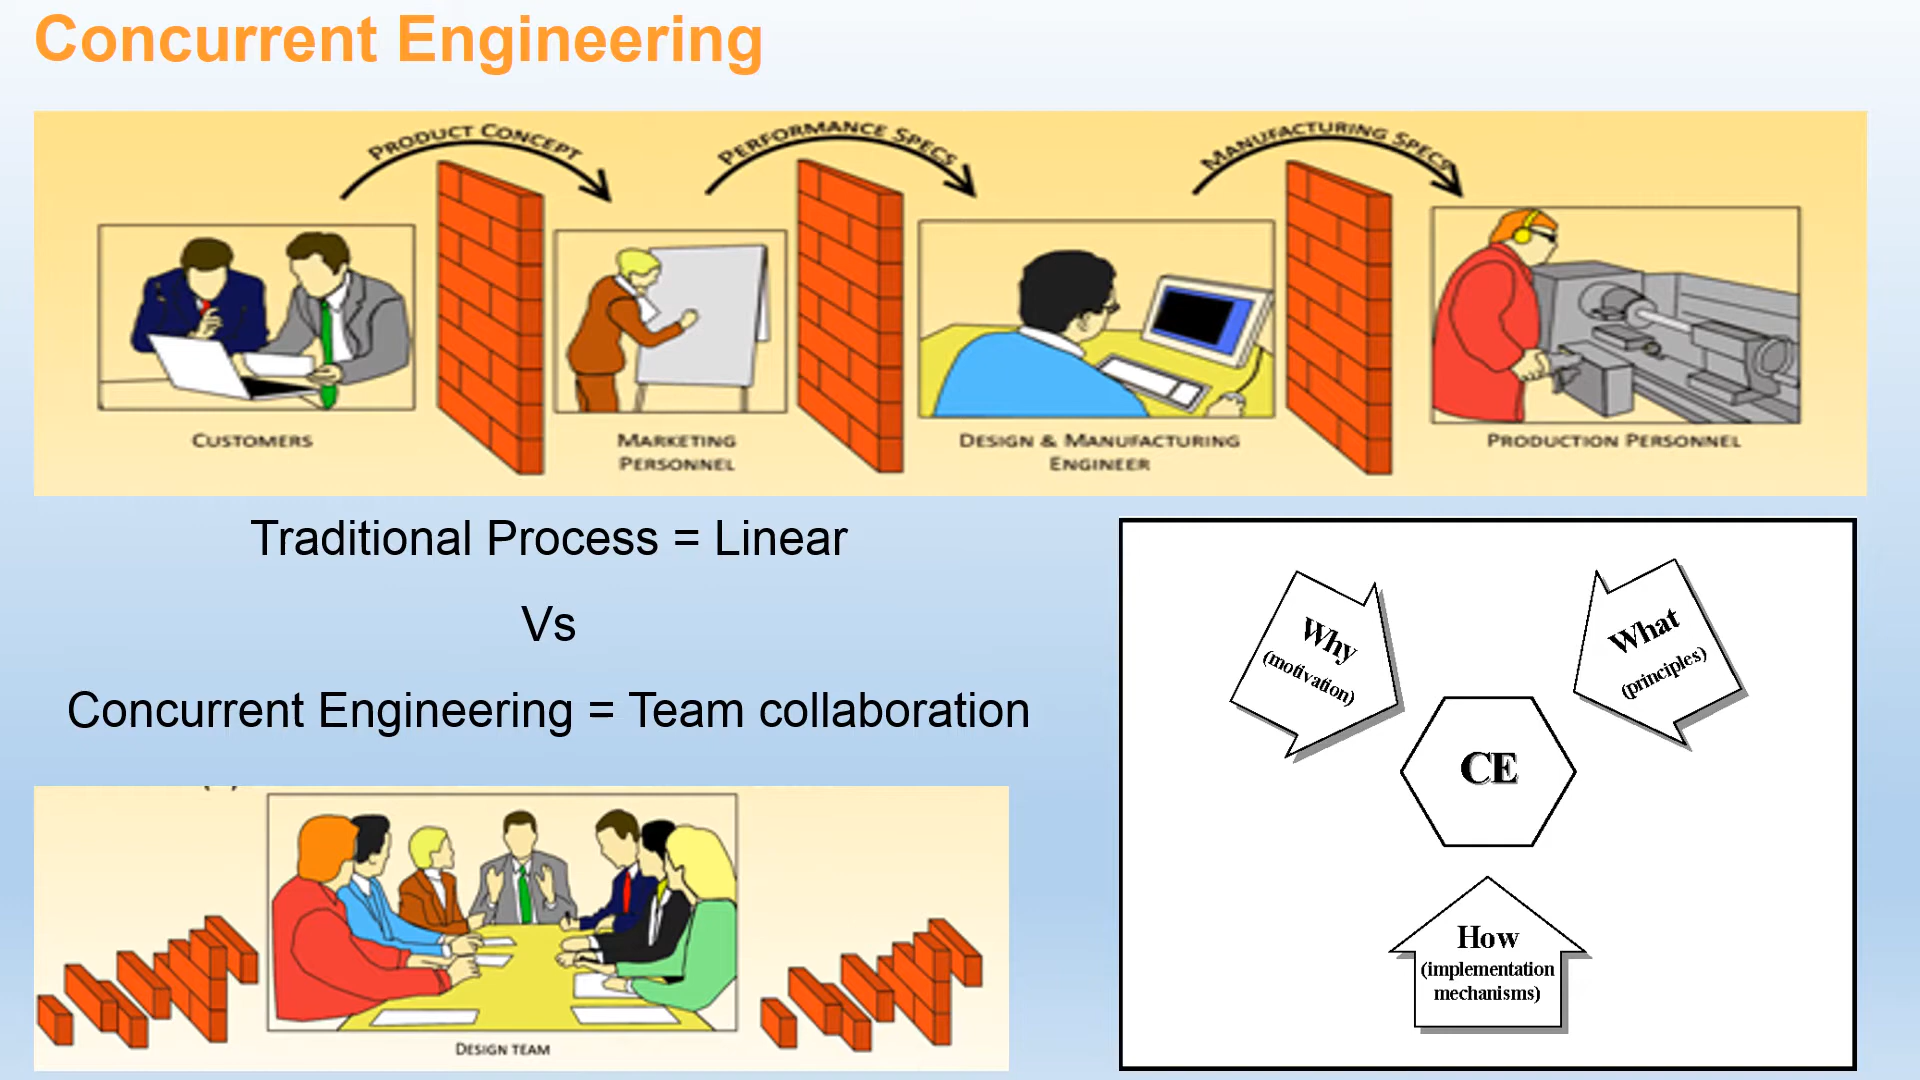 Concurrent Engineering
PRODUCT CONCEPT
PERFORMANCE SPECS
MANUFACTURING SPECS
CUSTOMERS
MARKETING
PERSONNEL
DESIGN & MANUFACTURING
ENGINEER
PRODUCTION PERSONNEL
Traditional Process = Linear
Vs
Concurrent Engineering = Team collaboration
DESIGN TEAM
Why
(motivation)
What
(principles)
CE
How
(implementation
mechanisms)